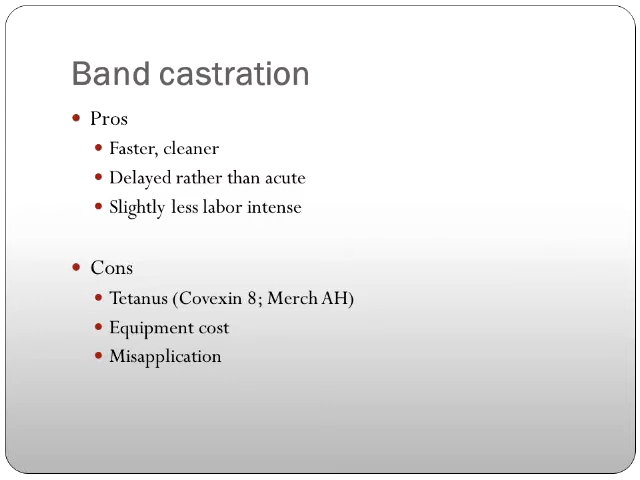 Band castration
Pros
Faster, cleaner
Delayed rather than acute
Slightly less labor intense
Cons
Tetanus (Covexin 8; Merch AH)
Equipment cost
Misapplication